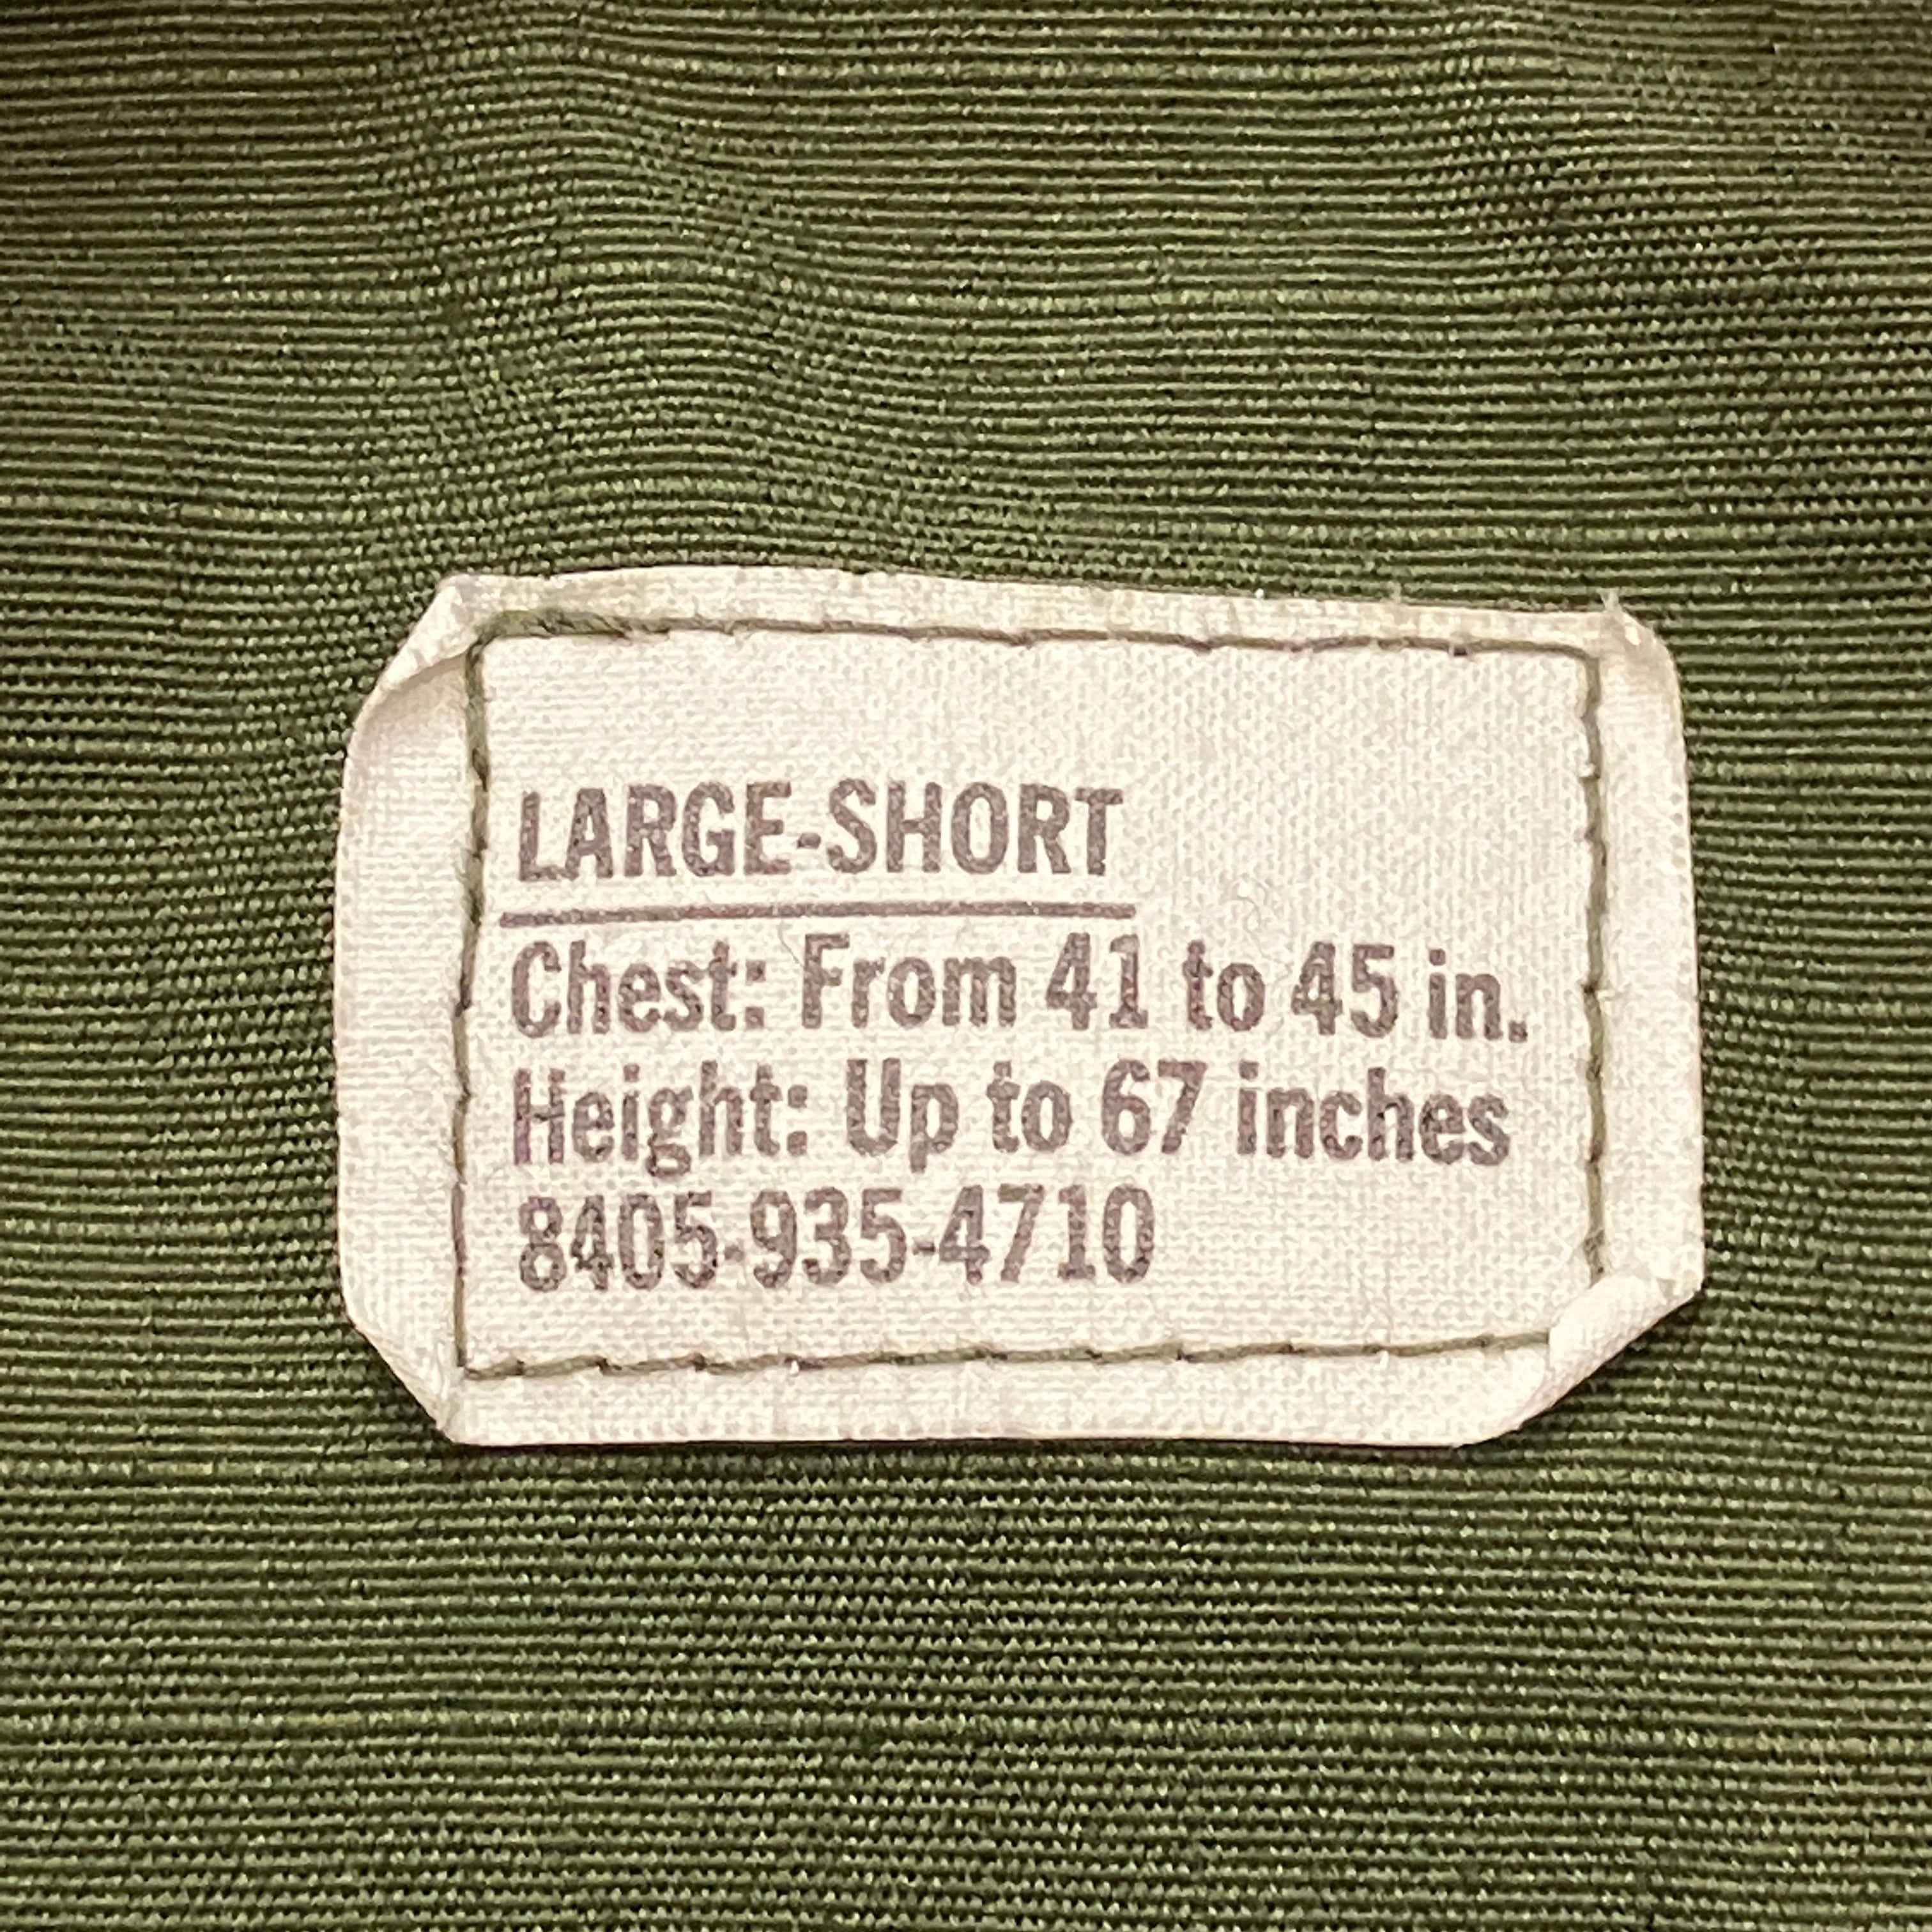 LARGE-SHORT
Chest: From 41 to 45 in.
Height: Up to 67 inches
8405-935-4710